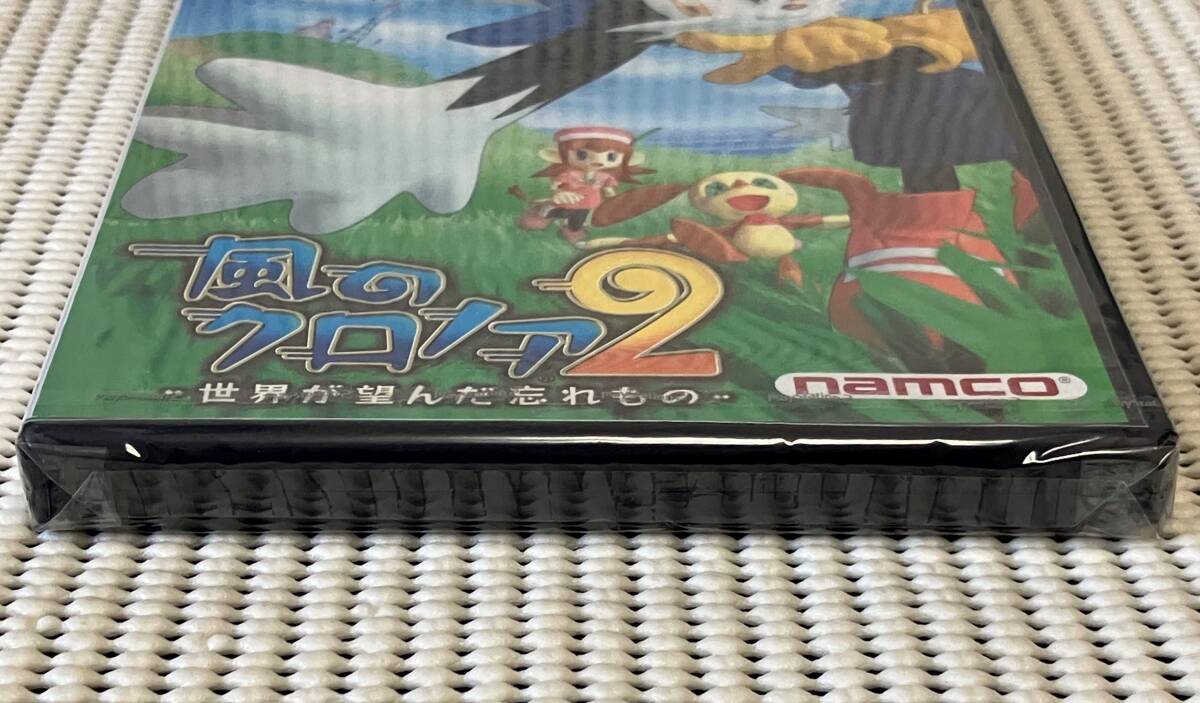 風の
クロノア2
世界が望んだ忘れもの
namco®